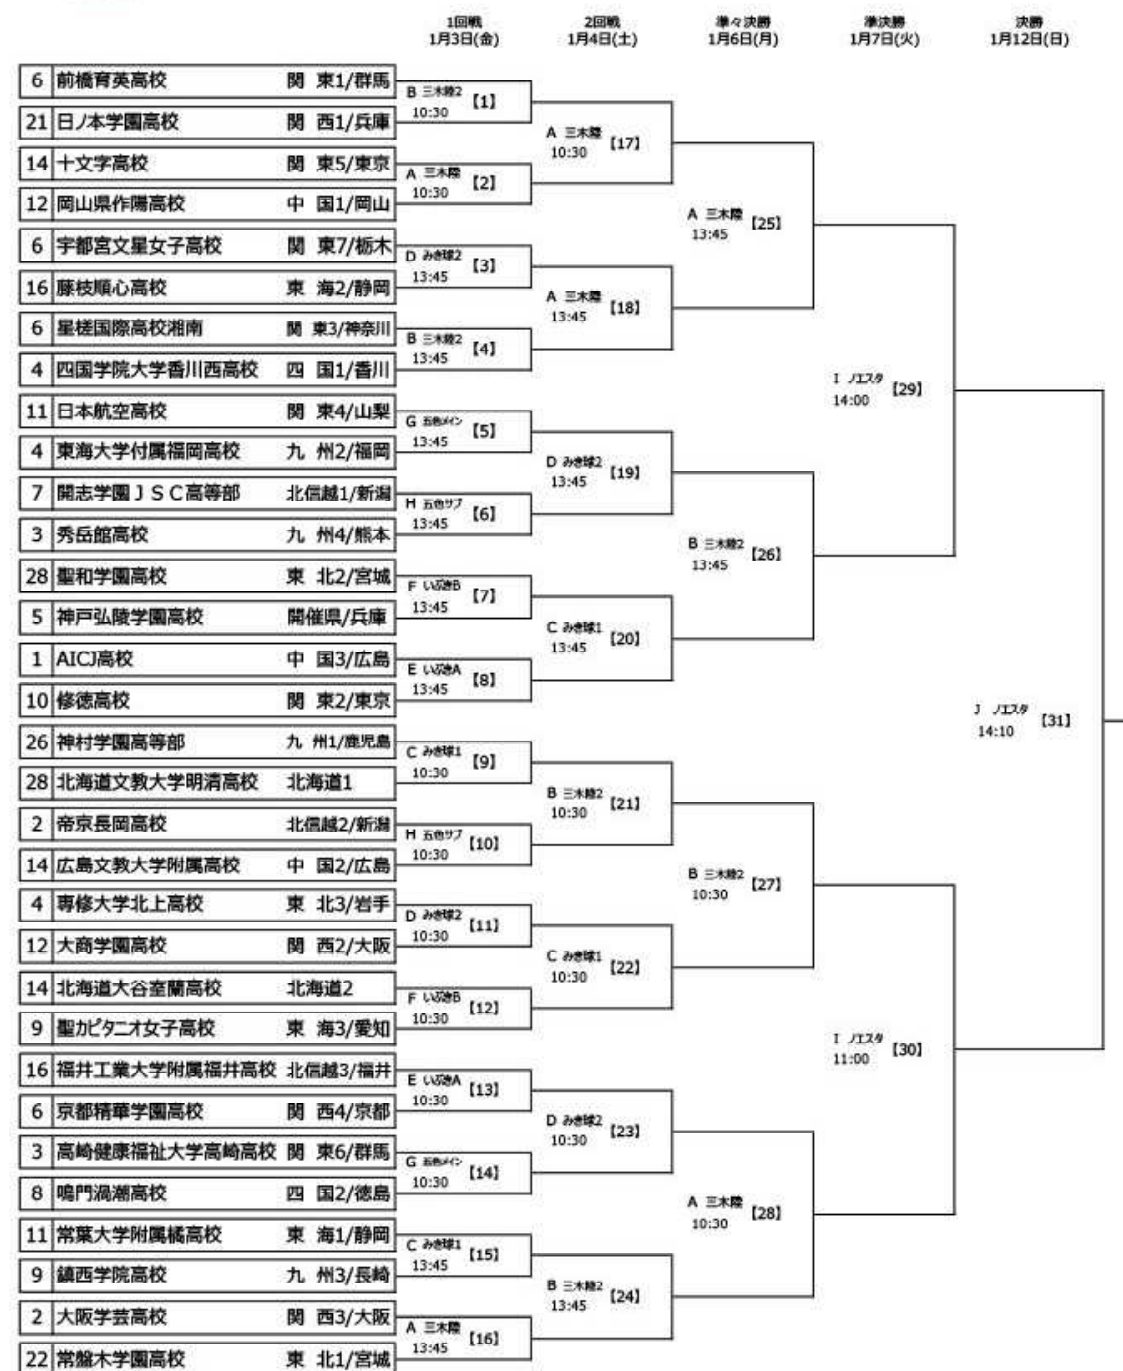 1回戦 2回戦 準々決勝 準決勝 決勝
1月3日(金) 1月4日(土) 1月6日(月) 1月7日(火) 1月12日(日)
6 前橋育英高校 関 東1/群馬
B 三木陸2 【1】
10:30
21 日ノ本学園高校 関 西1/兵庫
A 三木陸 【17】
10:30
14 十文字高校 関 東5/東京
A 三木陸 【2】
10:30
12 岡山県作陽高校 中 国1/岡山
A 三木陸 【25】
13:45
6 宇都宮文星女子高校 関 東7/栃木
D みき球2 【3】
13:45
16 藤枝順心高校 東 海2/静岡
A 三木陸 【18】
13:45
6 星槎国際高校湘南 関 東3/神奈川
B 三木陸2 【4】
13:45
4 四国学院大学香川西高校 四 国1/香川
I ノエスタ 【29】
14:00
11 日本航空高校 関 東4/山梨
G 五色メイン 【5】
13:45
4 東海大学付属福岡高校 九 州2/福岡
D みき球2 【19】
13:45
7 開志学園JSC高等部 北信越1/新潟
H 五色サブ 【6】
13:45
3 秀岳館高校 九 州4/熊本
B 三木陸2 【26】
13:45
28 聖和学園高校 東 北2/宮城
F いぶきB 【7】
13:45
5 神戸弘陵学園高校 開催県/兵庫
C みき球1 【20】
13:45
1 AICJ高校 中 国3/広島
E いぶきA 【8】
13:45
10 修徳高校 関 東2/東京
J ノエスタ 【31】
14:10
26 神村学園高等部 九 州1/鹿児島
C みき球1 【9】
10:30
28 北海道文教大学明清高校 北海道1
B 三木陸2 【21】
10:30
2 帝京長岡高校 北信越2/新潟
H 五色サブ 【10】
10:30
14 広島文教大学附属高校 中 国2/広島
B 三木陸2 【27】
10:30
4 専修大学北上高校 東 北3/岩手
D みき球2 【11】
10:30
12 大商学園高校 関 西2/大阪
C みき球1 【22】
10:30
14 北海道大谷室蘭高校 北海道2
F いぶきB 【12】
10:30
9 聖カピタニオ女子高校 東 海3/愛知
I ノエスタ 【30】
11:00
16 福井工業大学附属福井高校 北信越3/福井
E いぶきA 【13】
10:30
6 京都精華学園高校 関 西4/京都
D みき球2 【23】
10:30
3 高崎健康福祉大学高崎高校 関 東6/群馬
G 五色メイン 【14】
10:30
8 鳴門渦潮高校 四 国2/徳島
A 三木陸 【28】
10:30
11 常葉大学附属橘高校 東 海1/静岡
C みき球1 【15】
13:45
9 鎮西学院高校 九 州3/長崎
B 三木陸2 【24】
13:45
2 大阪学芸高校 関 西3/大阪
A 三木陸 【16】
13:45
22 常盤木学園高校 東 北1/宮城